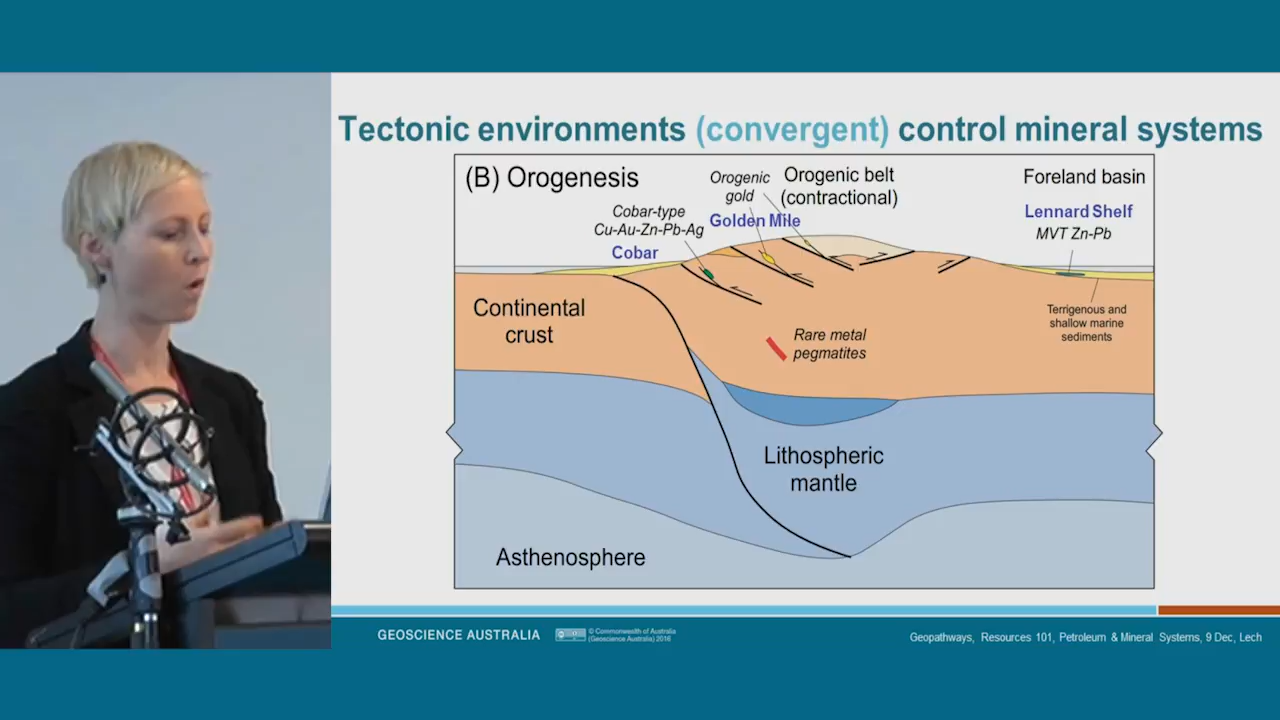 Tectonic environments (convergent) control mineral systems
(B) Orogenesis
Orogenic
gold
Orogenic belt
(contractional)
Foreland basin
Cobar-type
Cu-Au-Zn-Pb-Ag
Golden Mile
Lennard Shelf
MVT Zn-Pb
Cobar
Continental
crust
Terrigenous and
shallow marine
sediments
Rare metal
pegmatites
Lithospheric
mantle
Asthenosphere
GEOSCIENCE AUSTRALIA
© Commonwealth of Australia
(Geoscience Australia) 2016
Geopathways, Resources 101, Petroleum & Mineral Systems, 9 Dec, Lech